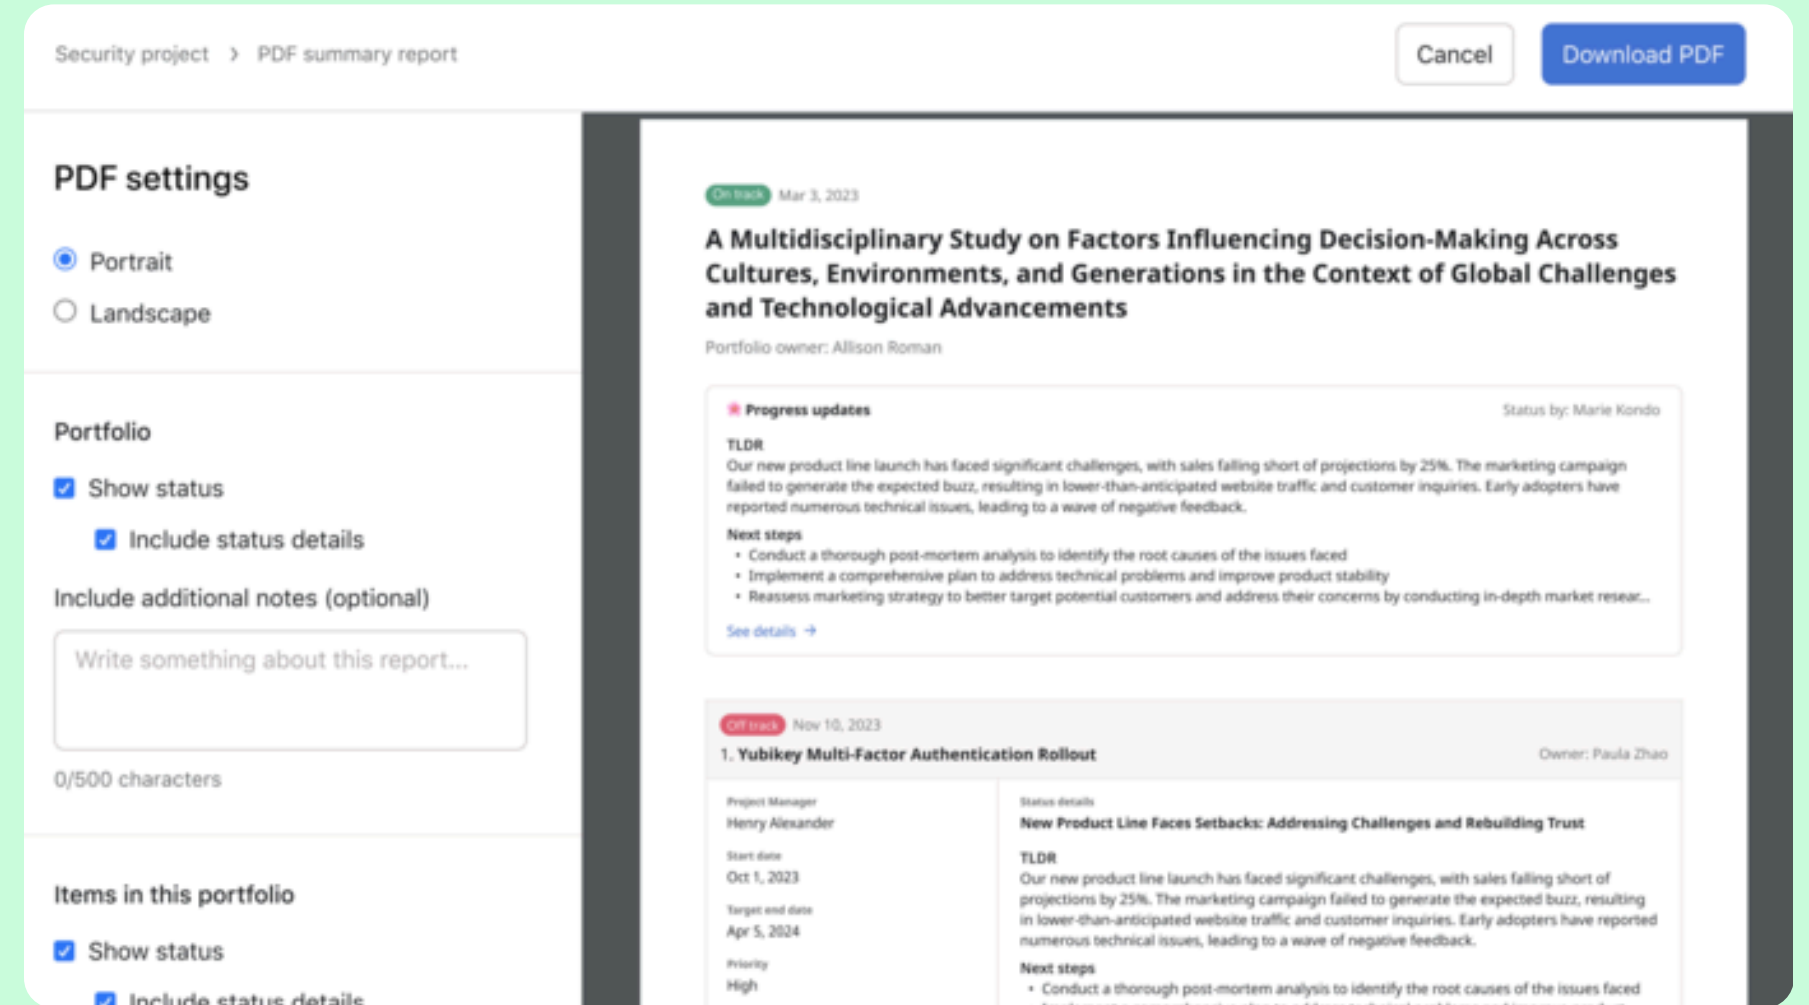 Security project > PDF summary report
Cancel
Download PDF
PDF settings
Portrait
Landscape
Portfolio
Show status
Include status details
Include additional notes (optional)
Write something about this report...
0/500 characters
Items in this portfolio
Show status
Include status details
On track Mar 3, 2023
A Multidisciplinary Study on Factors Influencing Decision-Making Across
Cultures, Environments, and Generations in the Context of Global Challenges
and Technological Advancements
Portfolio owner: Allison Roman
Progress updates
Status by: Marie Kondo
TLDR
Our new product line launch has faced significant challenges, with sales falling short of projections by 25%. The marketing campaign
failed to generate the expected buzz, resulting in lower-than-anticipated website traffic and customer inquiries. Early adopters have
reported numerous technical issues, leading to a wave of negative feedback.
Next steps
• Conduct a thorough post-mortem analysis to identify the root causes of the issues faced
• Implement a comprehensive plan to address technical problems and improve product stability
• Reassess marketing strategy to better target potential customers and address their concerns by conducting in-depth market resear...
See details →
Off track Nov 10, 2023
1. Yubikey Multi-Factor Authentication Rollout
Owner: Paula Zhao
Project Manager
Henry Alexander
Start date
Oct 1, 2023
Target end date
Apr 5, 2024
Priority
High
Status details
New Product Line Faces Setbacks: Addressing Challenges and Rebuilding Trust
TLDR
Our new product line launch has faced significant challenges, with sales falling short of
projections by 25%. The marketing campaign failed to generate the expected buzz, resulting
in lower-than-anticipated website traffic and customer inquiries. Early adopters have reported
numerous technical issues, leading to a wave of negative feedback.
Next steps
• Conduct a thorough post-mortem analysis to identify the root causes of the issues faced